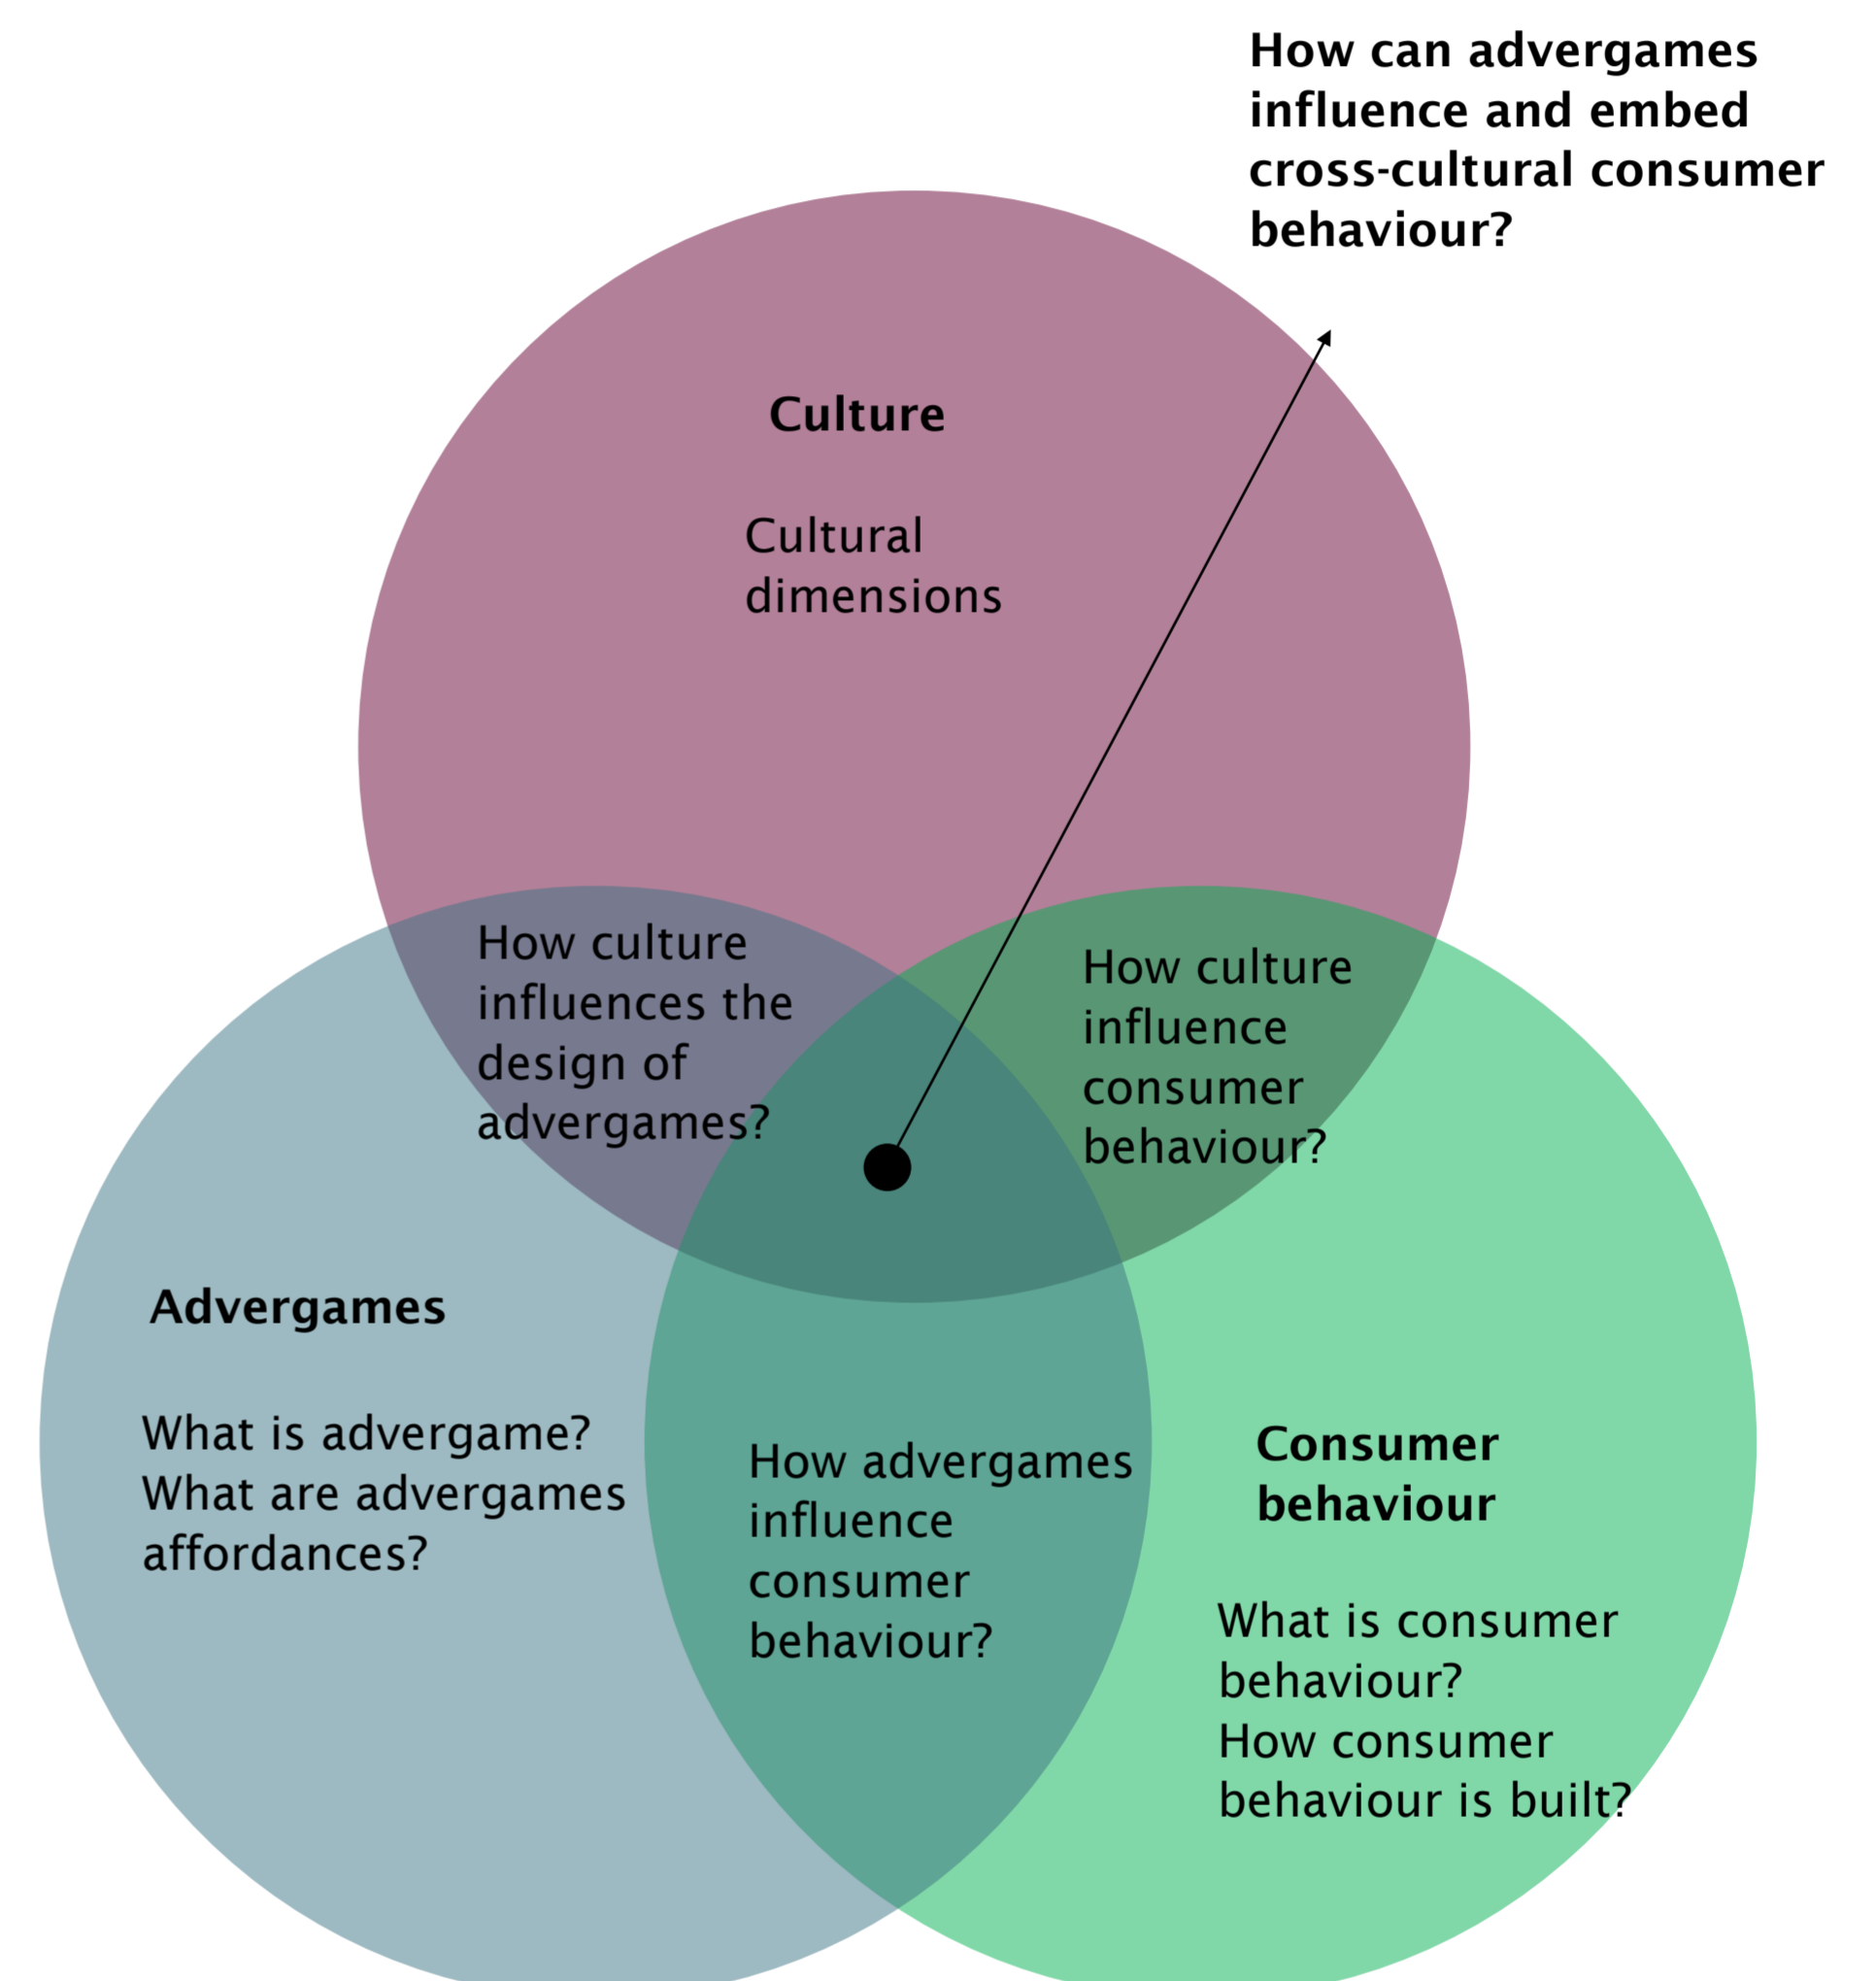 How can advergames
influence and embed
cross-cultural consumer
behaviour?
Culture
Cultural
dimensions
How culture
influences the
design of
advergames?
How culture
influence
consumer
behaviour?
Advergames
What is advergame?
What are advergames
affordances?
How advergames
influence
consumer
behaviour?
Consumer
behaviour
What is consumer
behaviour?
How consumer
behaviour is built?